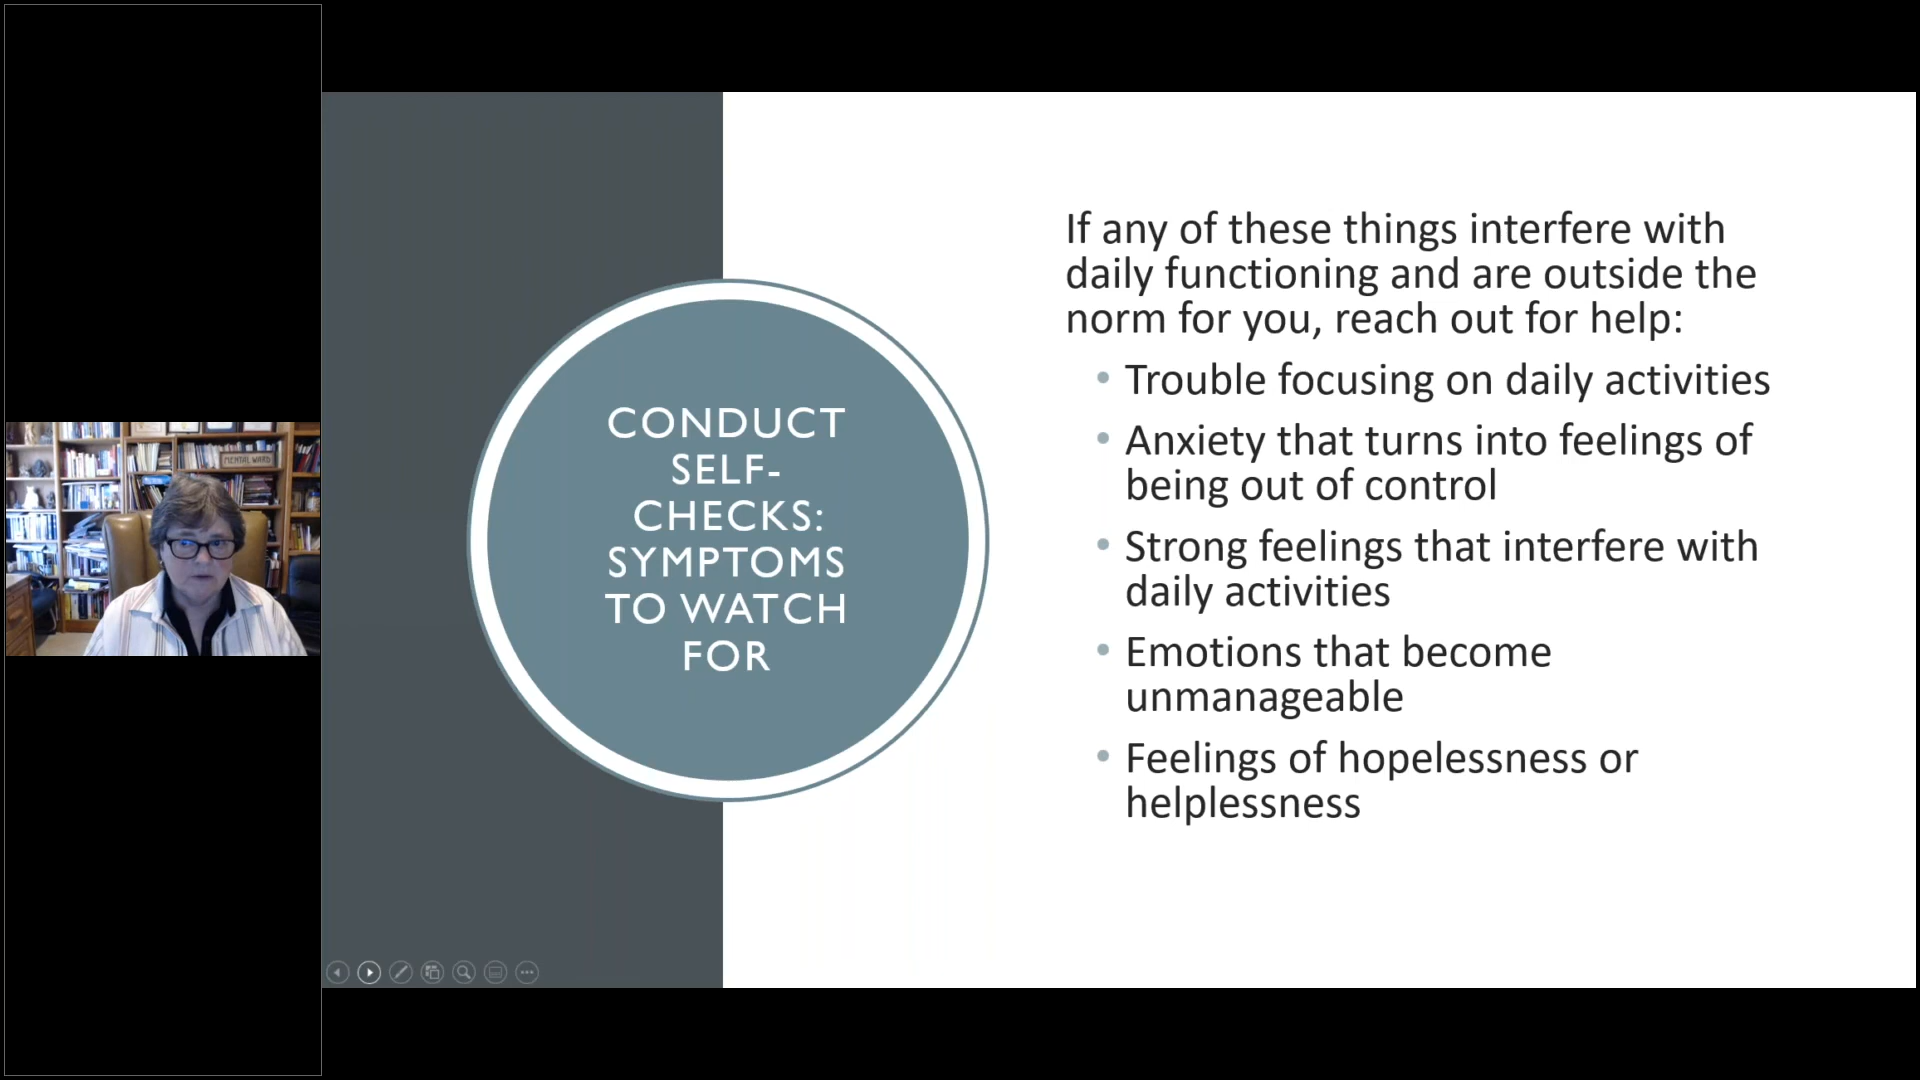 MENTAL WARD
CONDUCT
SELF-
CHECKS:
SYMPTOMS
TO WATCH
FOR
If any of these things interfere with
daily functioning and are outside the
norm for you, reach out for help:
• Trouble focusing on daily activities
• Anxiety that turns into feelings of
being out of control
• Strong feelings that interfere with
daily activities
• Emotions that become
unmanageable
• Feelings of hopelessness or
helplessness